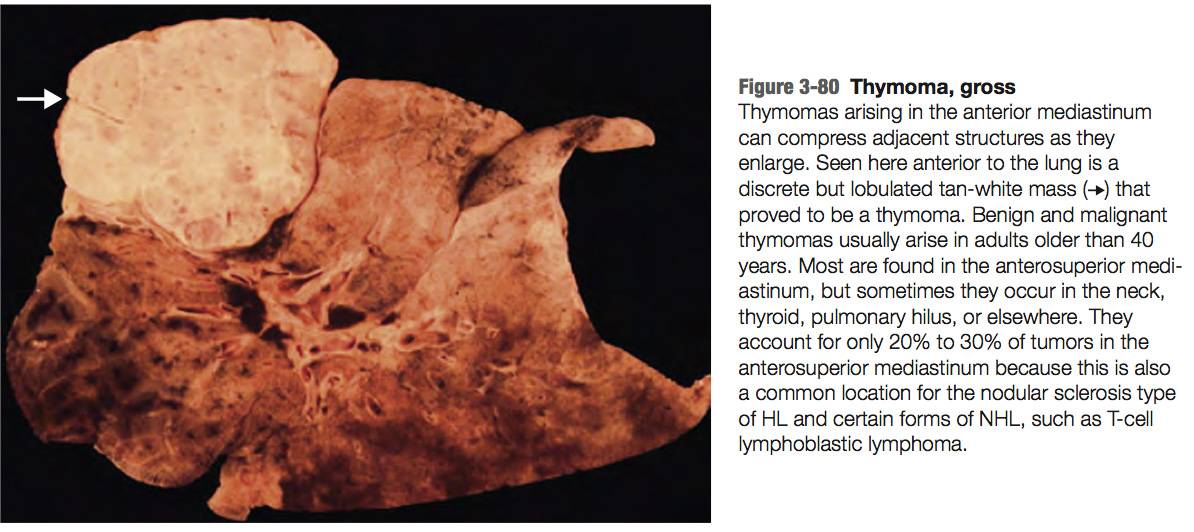 Figure 3-80 Thymoma, gross
Thymomas arising in the anterior mediastinum
can compress adjacent structures as they
enlarge. Seen here anterior to the lung is a
discrete but lobulated tan-white mass (→) that
proved to be a thymoma. Benign and malignant
thymomas usually arise in adults older than 40
years. Most are found in the anterosuperior medi-
astinum, but sometimes they occur in the neck,
thyroid, pulmonary hilus, or elsewhere. They
account for only 20% to 30% of tumors in the
anterosuperior mediastinum because this is also
a common location for the nodular sclerosis type
of HL and certain forms of NHL, such as T-cell
lymphoblastic lymphoma.